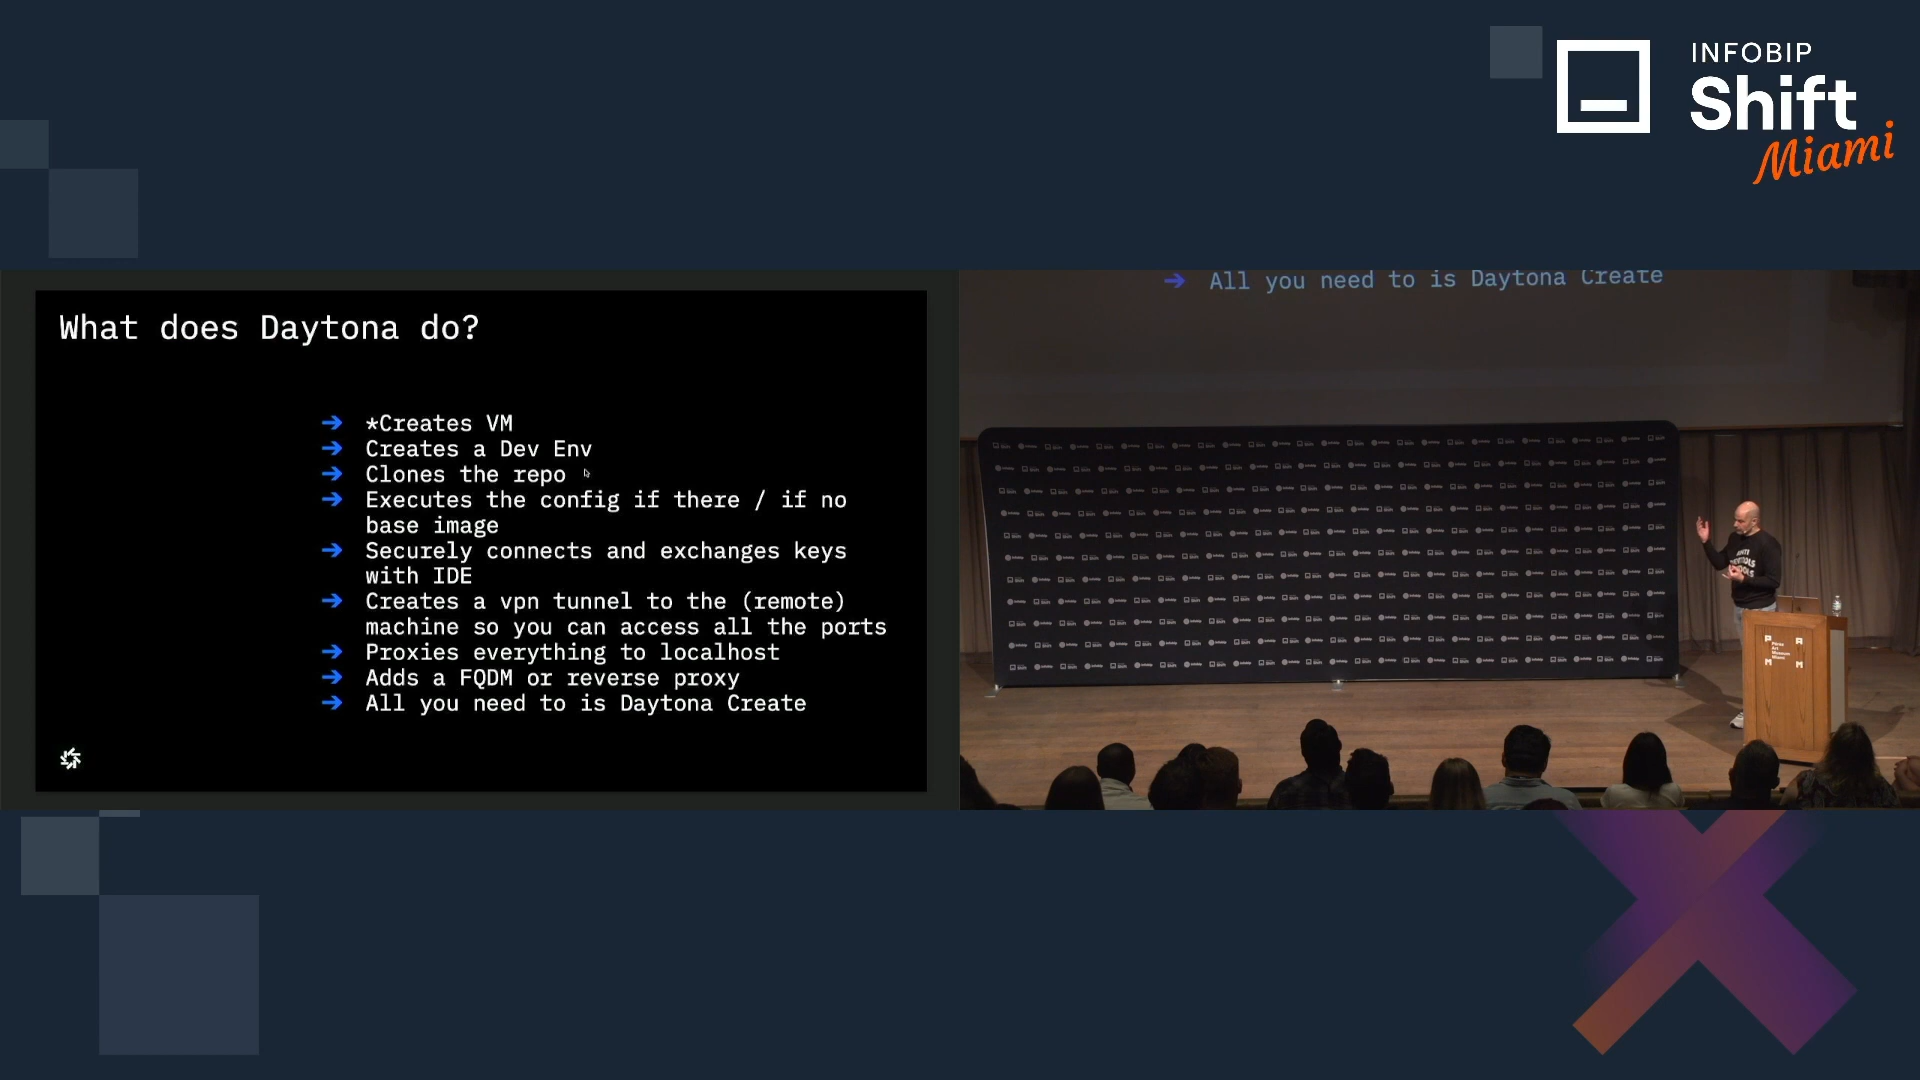 INFOBIP
Shift
Miami
What does Daytona do?
→ *Creates VM
→ Creates a Dev Env
→ Clones the repo
→ Executes the config if there / if no
base image
→ Securely connects and exchanges keys
with IDE
→ Creates a vpn tunnel to the (remote)
machine so you can access all the ports
→ Proxies everything to localhost
→ Adds a FQDM or reverse proxy
→ All you need to is Daytona Create
→ All you need to is Daytona Create